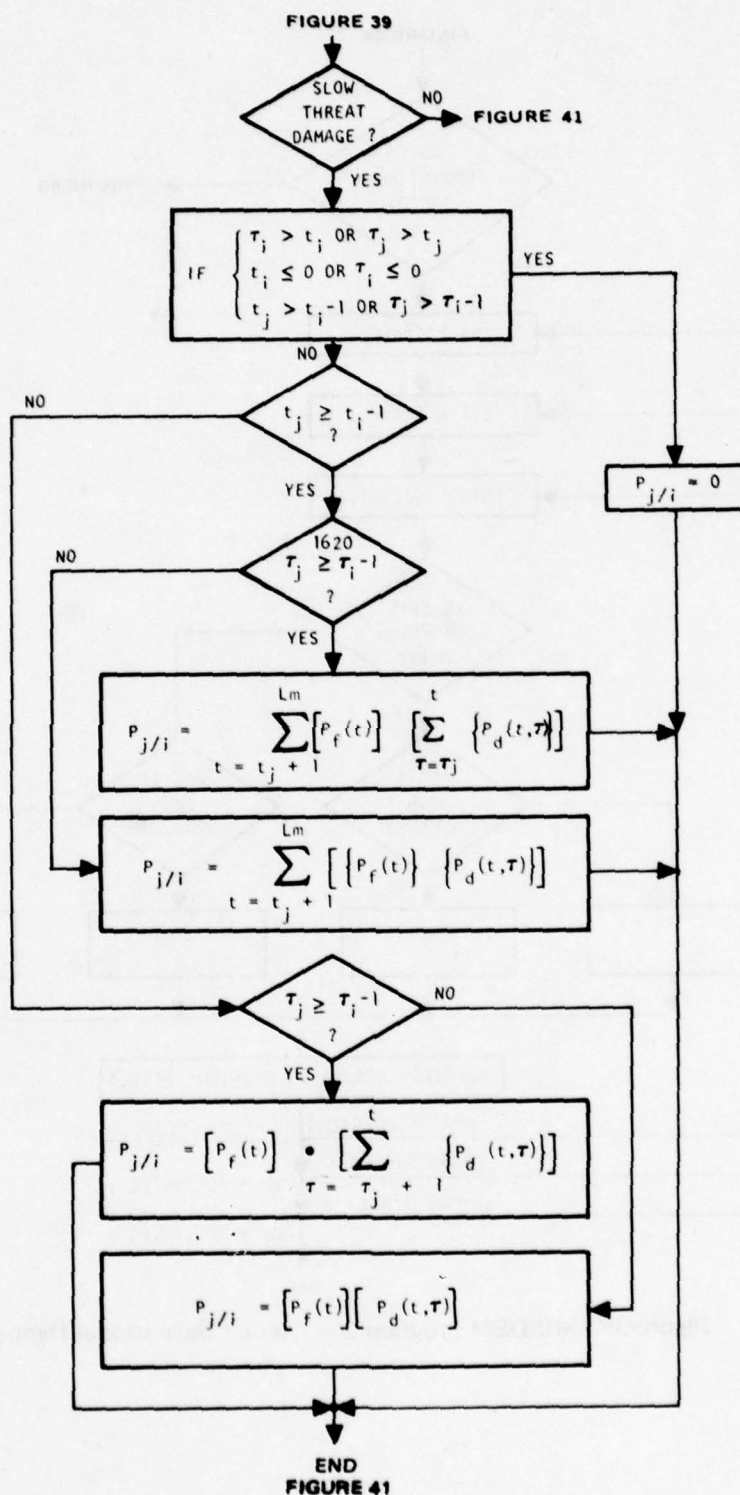 FIGURE 39
SLOW
THREAT
DAMAGE ?
NO
FIGURE 41
YES
IF { τi > ti OR τj > tj
ti ≤ 0 OR τi ≤ 0
tj > ti-1 OR τj > τi-1
YES
NO
NO
tj ≥ ti-1
?
Pj/i = 0
YES
NO
1620
τj ≥ τi-1
?
YES
Pj/i = Lm ∑ t = tj + 1 [Pf(t)] [t ∑ τ=τj {Pd(t,τ)}]
Pj/i = Lm ∑ t = tj + 1 [{Pf(t)} {Pd(t,τ)}]
τj ≥ τi-1
?
NO
YES
Pj/i = [Pf(t)] • [t ∑ τ = τj + 1 {Pd (t,τ)}]
Pj/i = [Pf(t)][ Pd(t,τ)]
END
FIGURE 41